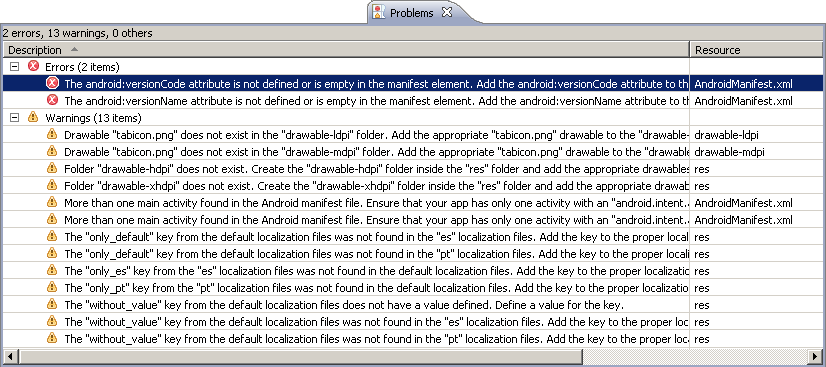 Problems
2 errors, 13 warnings, 0 others
Description Resource
Errors (2 items)
The android:versionCode attribute is not defined or is empty in the manifest element. Add the android:versionCode attribute to th AndroidManifest.xml
The android:versionName attribute is not defined or is empty in the manifest element. Add the android:versionName attribute to t AndroidManifest.xml
Warnings (13 items)
Drawable "tabicon.png" does not exist in the "drawable-ldpi" folder. Add the appropriate "tabicon.png" drawable to the "drawable- drawable-ldpi
Drawable "tabicon.png" does not exist in the "drawable-mdpi" folder. Add the appropriate "tabicon.png" drawable to the "drawable- drawable-mdpi
Folder "drawable-hdpi" does not exist. Create the "drawable-hdpi" folder inside the "res" folder and add the appropriate drawables res
Folder "drawable-xhdpi" does not exist. Create the "drawable-xhdpi" folder inside the "res" folder and add the appropriate drawab res
More than one main activity found in the Android manifest file. Ensure that your app has only one activity with an "android.intent. AndroidManifest.xml
More than one main activity found in the Android manifest file. Ensure that your app has only one activity with an "android.intent. AndroidManifest.xml
The "only_default" key from the default localization files was not found in the "es" localization files. Add the key to the proper local res
The "only_default" key from the default localization files was not found in the "pt" localization files. Add the key to the proper local res
The "only_es" key from the "es" localization files was not found in the default localization files. Add the key to the proper localizatio res
The "only_pt" key from the "pt" localization files was not found in the default localization files. Add the key to the proper localizatio res
The "without_value" key from the default localization files does not have a value defined. Define a value for the key. res
The "without_value" key from the default localization files was not found in the "es" localization files. Add the key to the proper loc res
The "without_value" key from the default localization files was not found in the "pt" localization files. Add the key to the proper loc res